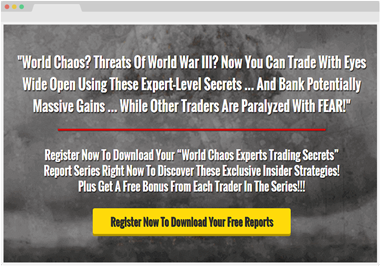 "World Chaos? Threats Of World War III? Now You Can Trade With Eyes
Wide Open Using These Expert-Level Secrets ... And Bank Potentially
Massive Gains ... While Other Traders Are Paralyzed With FEAR!"
Register Now To Download Your "World Chaos Experts Trading Secrets"
Report Series Right Now To Discover These Exclusive Insider Strategies!
Plus Get A Free Bonus From Each Trader In The Series!!!
Register Now To Download Your Free Reports